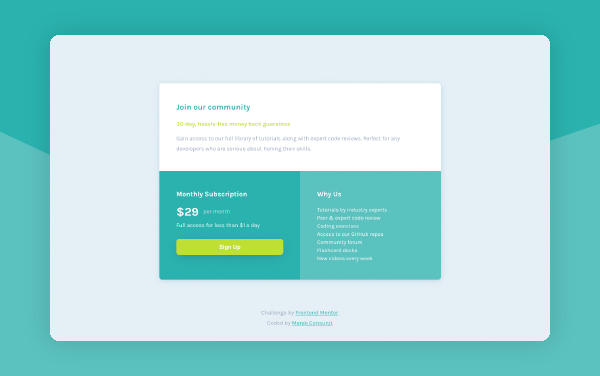 Join our community
30-day, hassle-free money back guarantee
Gain access to our full library of tutorials along with expert code reviews. Perfect for any
developers who are serious about honing their skills.
Monthly Subscription
$29 per month
Full access for less than $1 a day
Sign Up
Why Us
Tutorials by industry experts
Peer & expert code review
Coding exercises
Access to our GitHub repos
Community forum
Flashcard decks
New videos every week
Challenge by Frontend Mentor.
Coded by